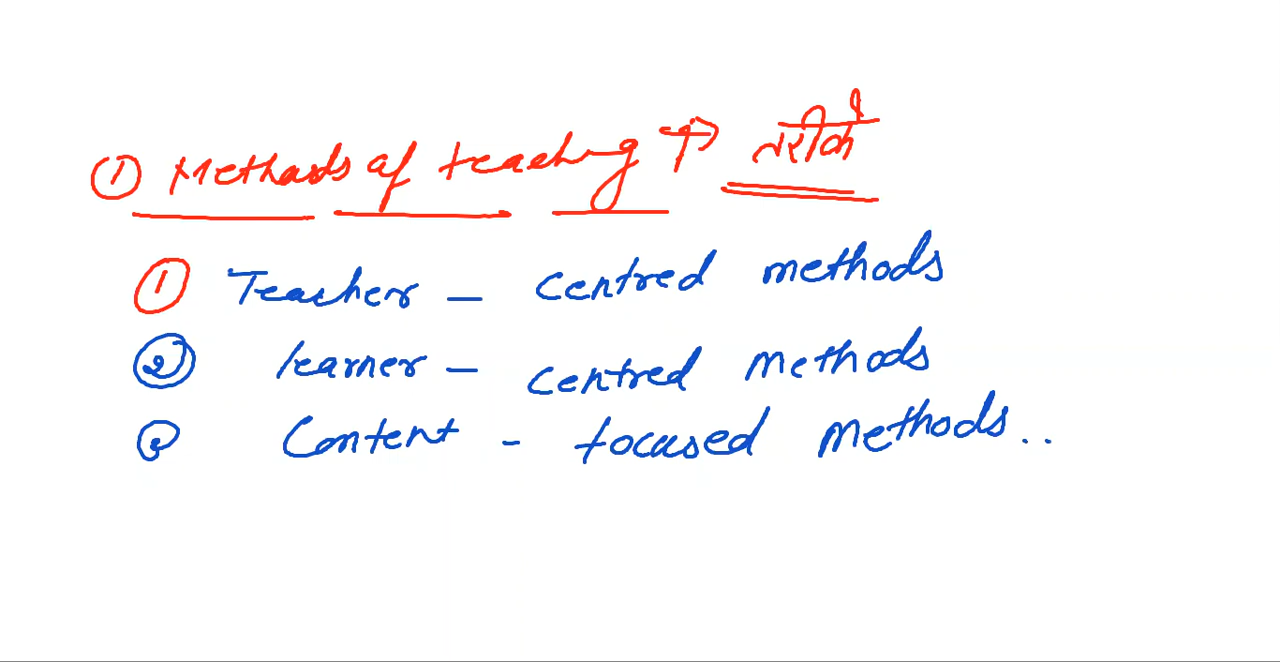 ① Methods of teaching → तरीके
① Teacher - centred methods
② learner - centred methods
③ Content - focused methods..